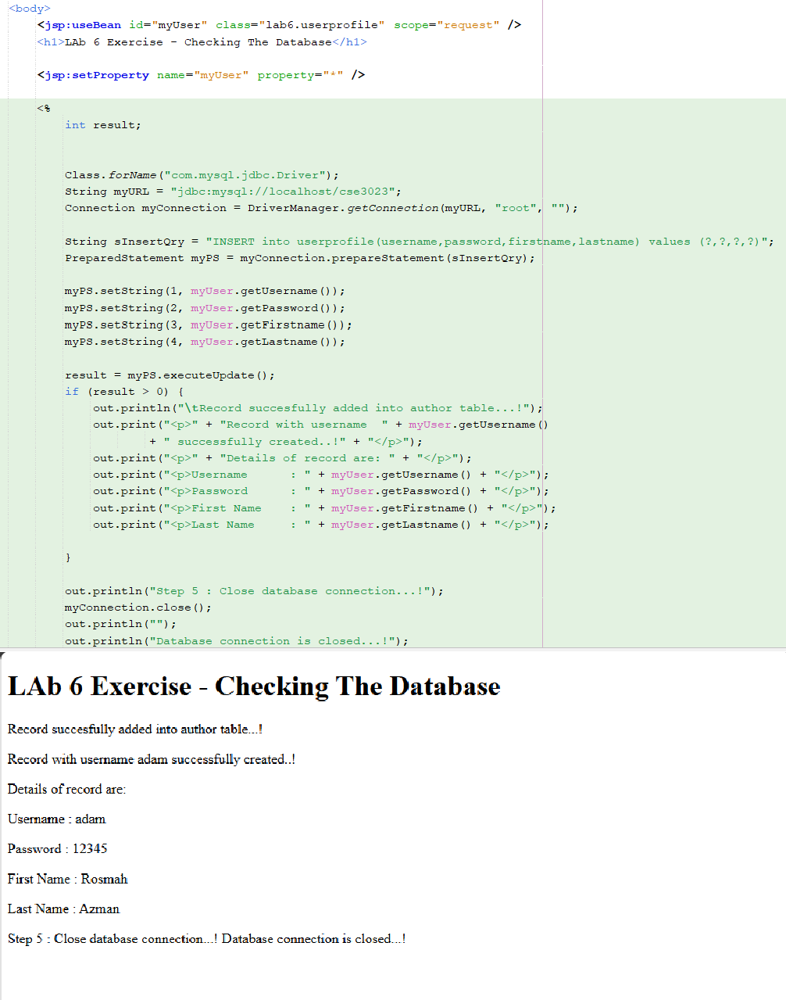 <body>
<jsp:useBean id="myUser" class="lab6.userprofile" scope="request" />
<h1>LAb 6 Exercise - Checking The Database</h1>
<jsp:setProperty name="myUser" property="*" />
<%
int result;
Class.forName("com.mysql.jdbc.Driver");
String myURL = "jdbc:mysql://localhost/cse3023";
Connection myConnection = DriverManager.getConnection(myURL, "root", "");
String sInsertQry = "INSERT into userprofile(username,password,firstname,lastname) values (?,?,?,?)";
PreparedStatement myPS = myConnection.prepareStatement(sInsertQry);
myPS.setString(1, myUser.getUsername());
myPS.setString(2, myUser.getPassword());
myPS.setString(3, myUser.getFirstname());
myPS.setString(4, myUser.getLastname());
result = myPS.executeUpdate();
if (result > 0) {
out.println("\tRecord succesfully added into author table...!");
out.print("<p>" + "Record with username  " + myUser.getUsername()
+ " successfully created..!" + "</p>");
out.print("<p>" + "Details of record are: " + "</p>");
out.print("<p>Username      : " + myUser.getUsername() + "</p>");
out.print("<p>Password      : " + myUser.getPassword() + "</p>");
out.print("<p>First Name    : " + myUser.getFirstname() + "</p>");
out.print("<p>Last Name     : " + myUser.getLastname() + "</p>");
}
out.println("Step 5 : Close database connection...!");
myConnection.close();
out.println("");
out.println("Database connection is closed...!");
LAb 6 Exercise - Checking The Database
Record succesfully added into author table...!
Record with username adam successfully created..!
Details of record are:
Username : adam
Password : 12345
First Name : Rosmah
Last Name : Azman
Step 5 : Close database connection...! Database connection is closed...!